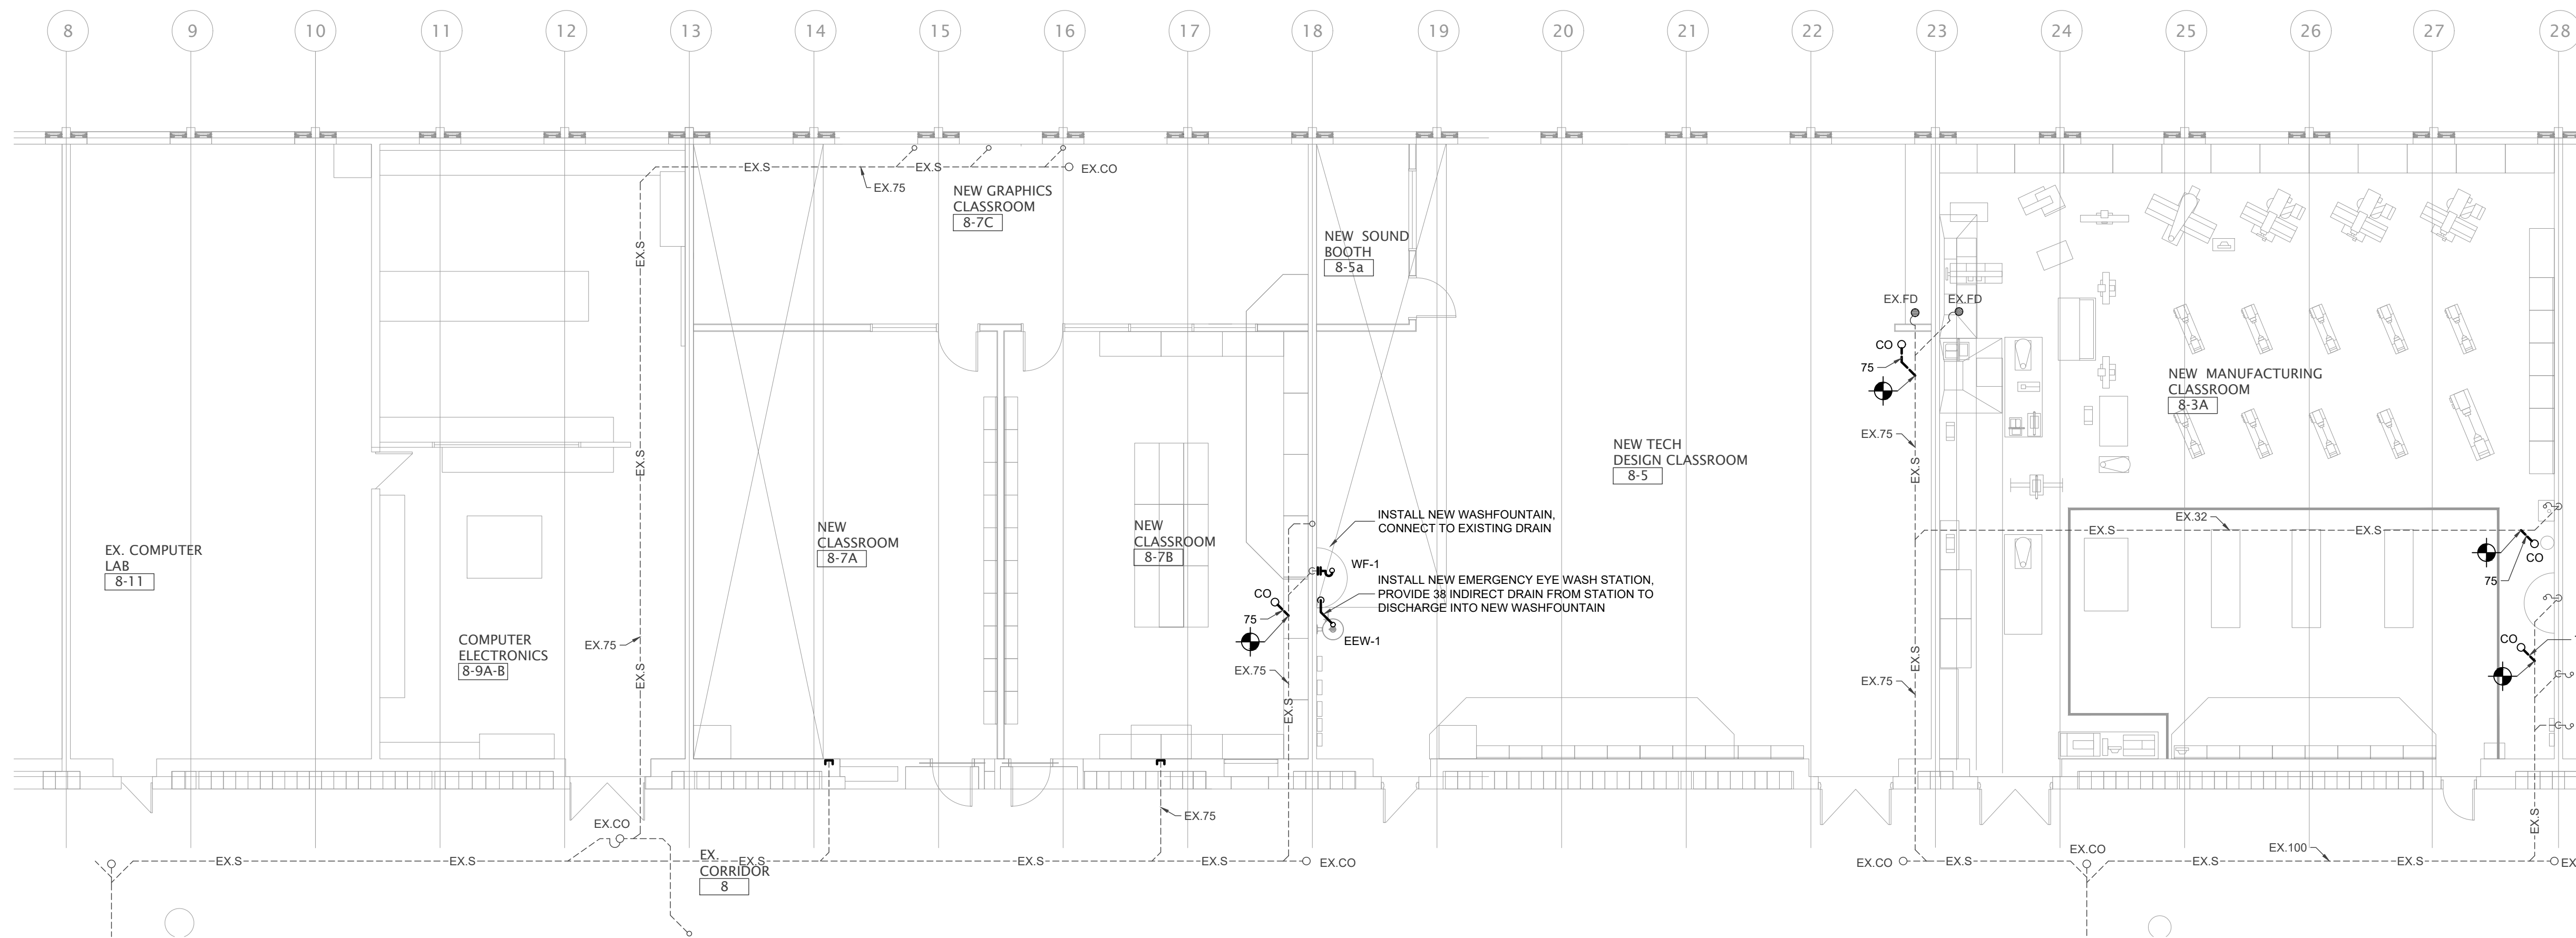 8 9 10 11 12 13 14 15 16 17 18 19 20 21 22 23 24 25 26 27 28
EX.S
EX.S
EX.CO
EX.75
NEW GRAPHICS
CLASSROOM
8-7C
EX.S
NEW SOUND
BOOTH
8-5a
EX.FD
EX.FD
CO
75
NEW MANUFACTURING
CLASSROOM
8-3A
EX.75
EX.S
NEW TECH
DESIGN CLASSROOM
8-5
EX.S
INSTALL NEW WASHFOUNTAIN,
CONNECT TO EXISTING DRAIN
EX.32
EX.S
EX.S
NEW
CLASSROOM
8-7A
NEW
CLASSROOM
8-7B
EX. COMPUTER
LAB
8-11
WF-1
INSTALL NEW EMERGENCY EYE WASH STATION,
PROVIDE 38 INDIRECT DRAIN FROM STATION TO
DISCHARGE INTO NEW WASHFOUNTAIN
CO
75
CO
75
EEW-1
COMPUTER
ELECTRONICS
8-9A-B
EX.75
EX.S
EX.75
EX.S
CO
EX.75
EX.S
EX.75
EX.CO
EX.S
EX.S
EX.S
EX.S
EX.S
EX.S
EX.CO
EX.
CORRIDOR
8
EX.CO
EX.S
EX.CO
EX.S
EX.100
EX.S